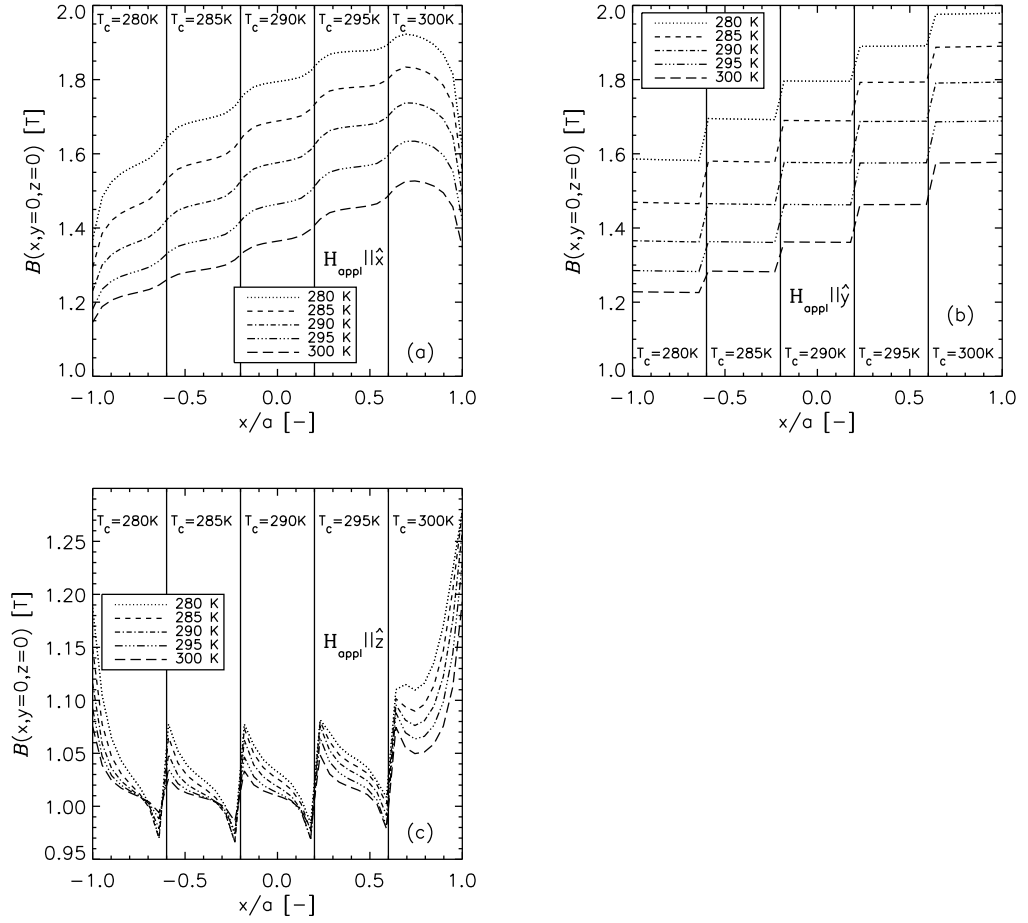 T_c=280K T_c=285K T_c=290K T_c=295K T_c=300K
2.0
1.8
1.6
1.4
1.2
1.0
B(x,y=0,z=0) [T]
H_appl||x̂
280 K
285 K
290 K
295 K
300 K
(a)
-1.0 -0.5 0.0 0.5 1.0
x/a [-]
280 K
285 K
290 K
295 K
300 K
2.0
1.8
1.6
1.4
1.2
1.0
B(x,y=0,z=0) [T]
H_appl||ŷ
(b)
T_c=280K T_c=285K T_c=290K T_c=295K T_c=300K
-1.0 -0.5 0.0 0.5 1.0
x/a [-]
T_c=280K T_c=285K T_c=290K T_c=295K T_c=300K
1.25
1.20
1.15
1.10
1.05
1.00
0.95
B(x,y=0,z=0) [T]
280 K
285 K
290 K
295 K
300 K
H_appl||ẑ
(c)
-1.0 -0.5 0.0 0.5 1.0
x/a [-]